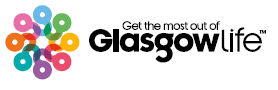 Get the most out of
Glasgowlife™